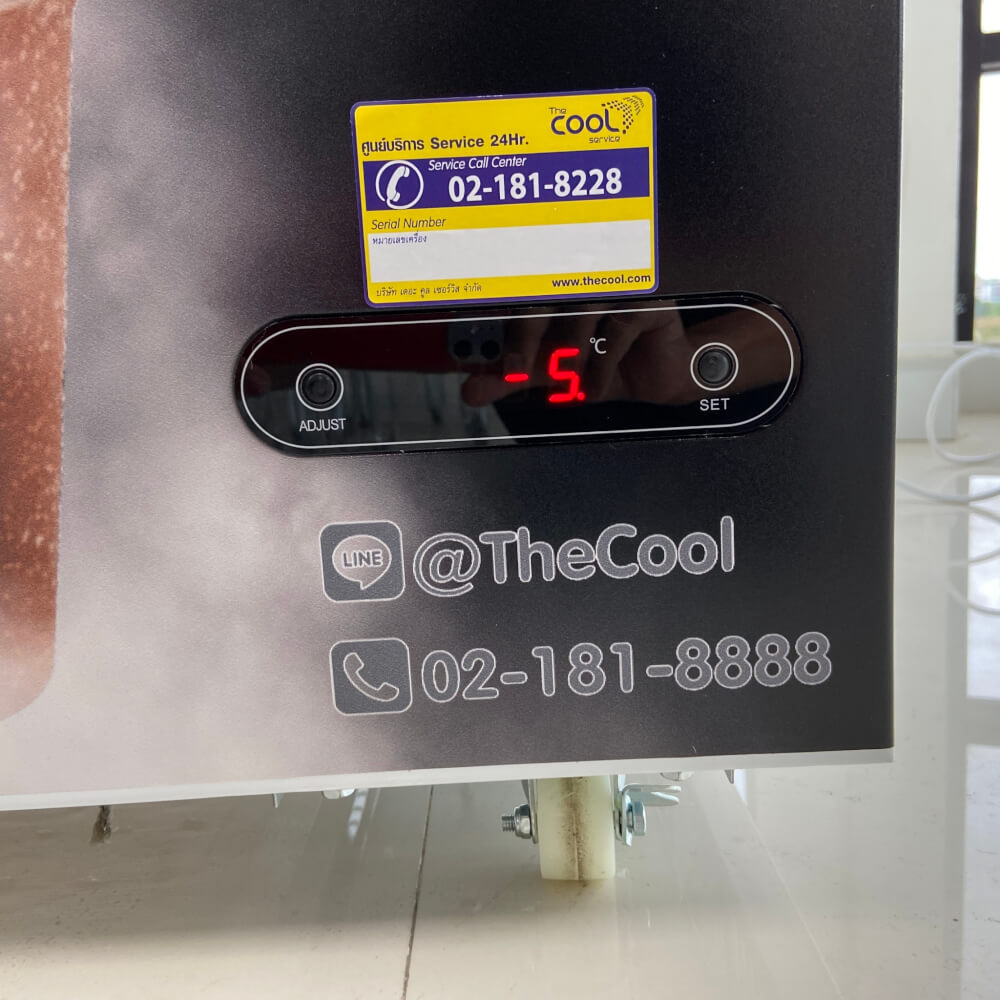 The
COOL
service
ศูนย์บริการ Service 24Hr.
Service Call Center
02-181-8228
Serial Number
หมายเลขเครื่อง
www.thecool.com
บริษัท เดอะ คูล เซอร์วิส จำกัด
-5.
°C
ADJUST
SET
LINE
@TheCool
02-181-8888